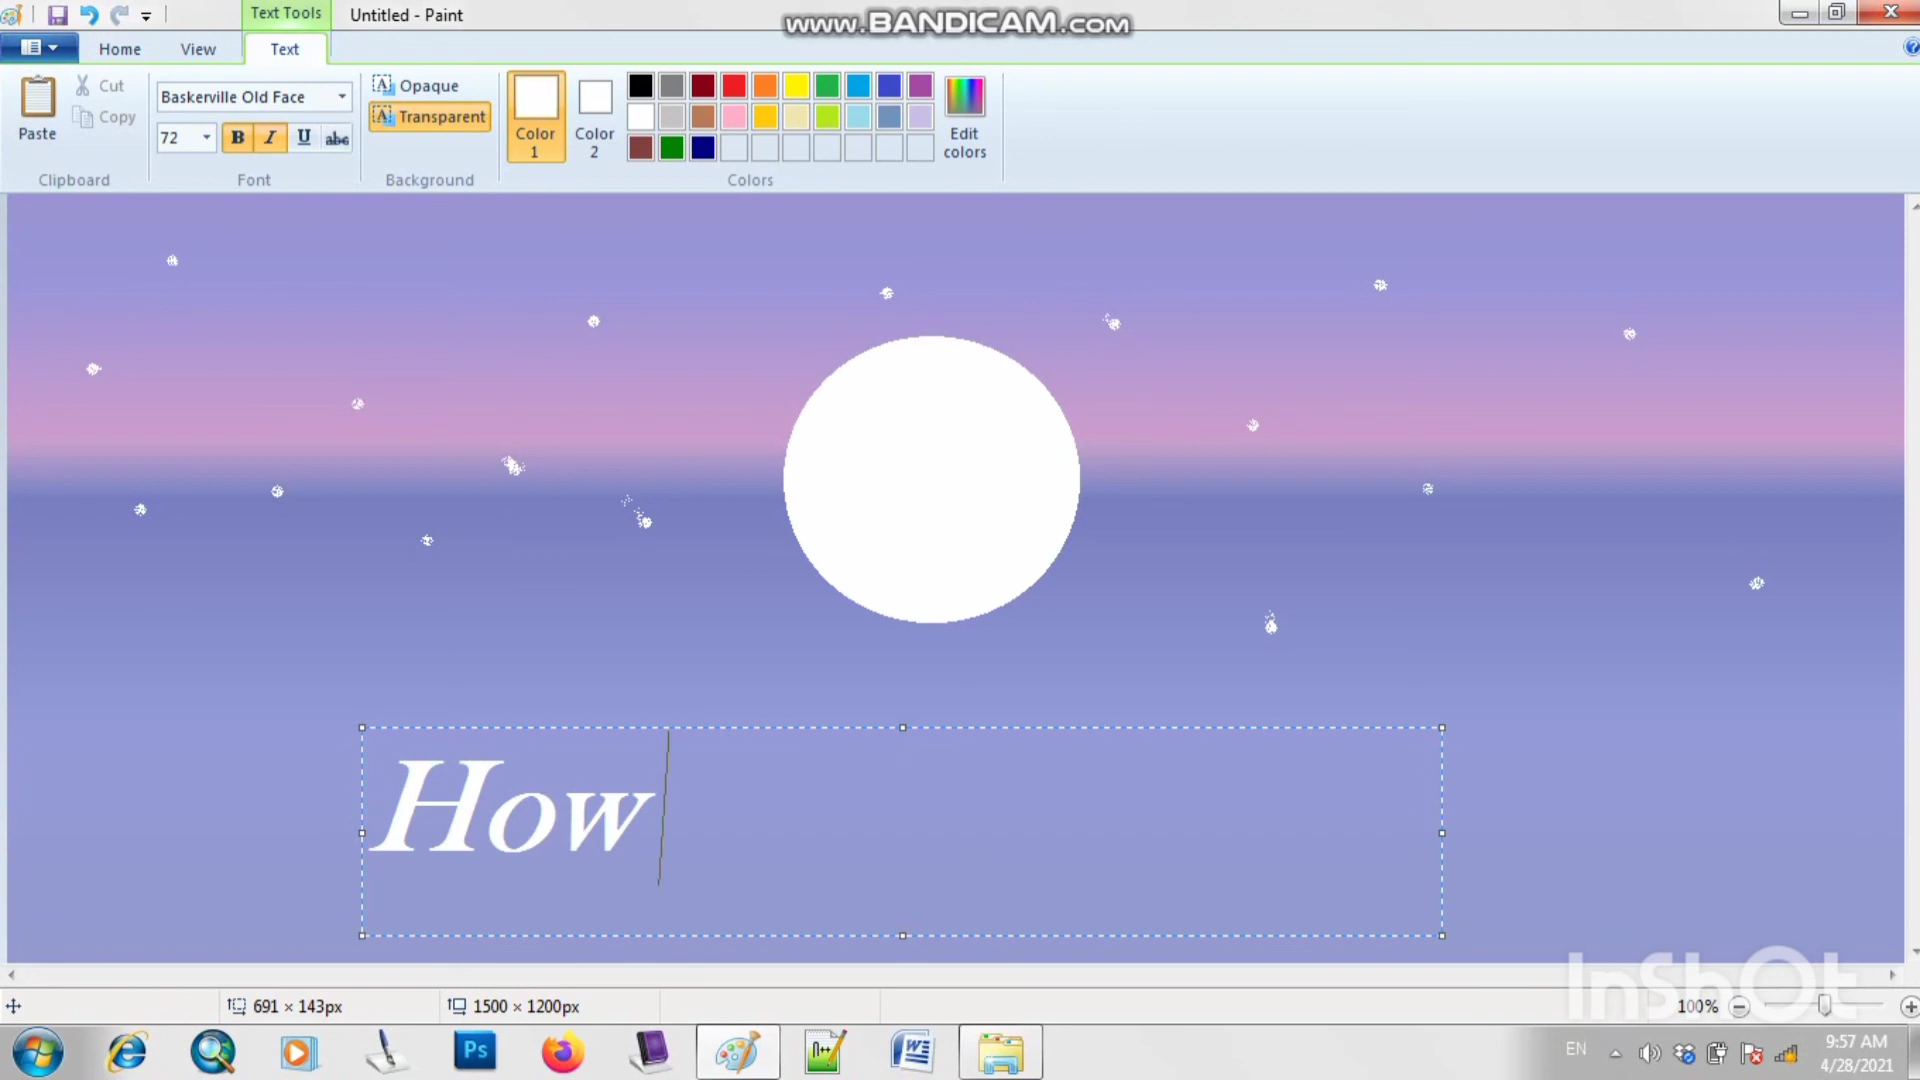 Text Tools
Untitled - Paint
www.BANDICAM.com
Home
View
Text
Paste
Cut
Copy
Clipboard
Baskerville Old Face
72
B
I
U
abc
Font
Opaque
Transparent
Background
Color
1
Color
2
Edit
colors
Colors
How
InShOt
691 × 143px
1500 × 1200px
100%
Ps
n++
W
EN
9:57 AM
4/28/2021